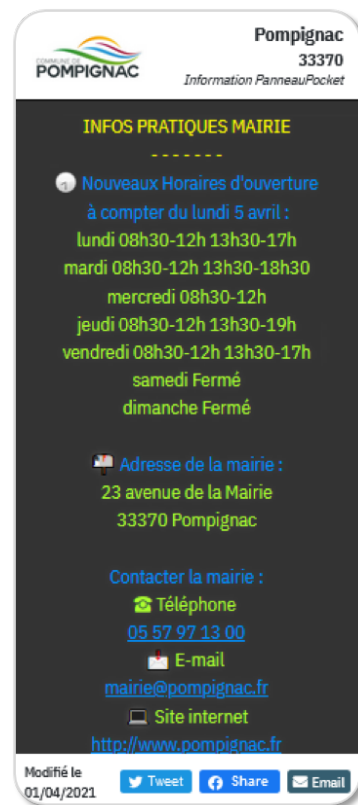 COMMUNE DE
POMPIGNAC
Pompignac
33370
Information PanneauPocket
INFOS PRATIQUES MAIRIE
- - - - - - -
Nouveaux Horaires d'ouverture
à compter du lundi 5 avril :
lundi 08h30-12h 13h30-17h
mardi 08h30-12h 13h30-18h30
mercredi 08h30-12h
jeudi 08h30-12h 13h30-19h
vendredi 08h30-12h 13h30-17h
samedi Fermé
dimanche Fermé
Adresse de la mairie :
23 avenue de la Mairie
33370 Pompignac
Contacter la mairie :
Téléphone
05 57 97 13 00
E-mail
mairie@pompignac.fr
Site internet
http://www.pompignac.fr
Modifié le
01/04/2021
Tweet
Share
Email